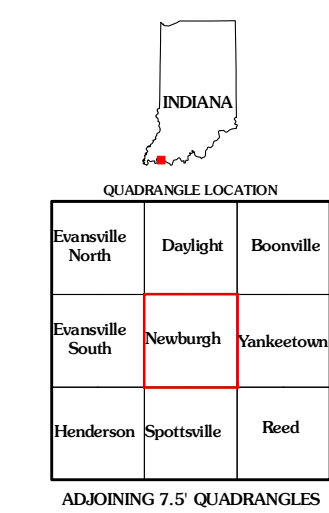 INDIANA
QUADRANGLE LOCATION
Evansville
North
Daylight
Boonville
Evansville
South
Newburgh
Yankeetown
Henderson
Spottsville
Reed
ADJOINING 7.5' QUADRANGLES